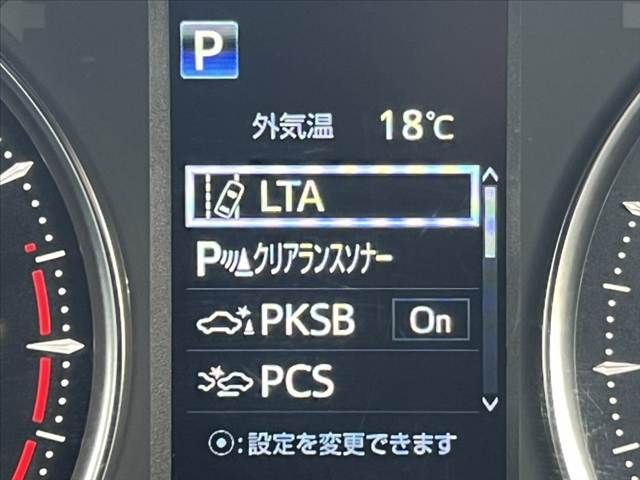 P
外気温 18℃
LTA
P クリアランスソナー
PKSB On
PCS
⦿:設定を変更できます